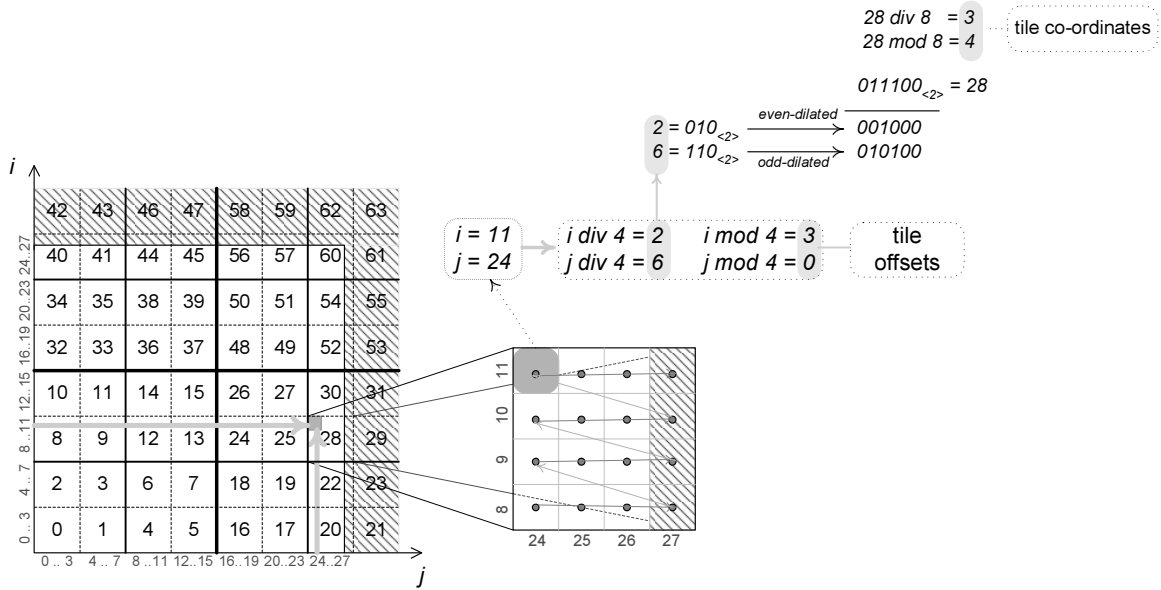 28 div 8 = 3
28 mod 8 = 4
tile co-ordinates
011100<2> = 28
2 = 010<2> even-dilated 001000
6 = 110<2> odd-dilated 010100
i
i = 11
j = 24
i div 4 = 2 i mod 4 = 3
j div 4 = 6 j mod 4 = 0
tile
offsets
42 43 46 47 58 59 62 63
24..27 40 41 44 45 56 57 60 61
20..23 34 35 38 39 50 51 54 55
16..19 32 33 36 37 48 49 52 53
12..15 10 11 14 15 26 27 30 31
8 ..11 8 9 12 13 24 25 28 29
4 .. 7 2 3 6 7 18 19 22 23
0 .. 3 0 1 4 5 16 17 20 21
0 .. 3 4 .. 7 8 ..11 12..15 16..19 20..23 24..27
j
11
10
9
8
24 25 26 27